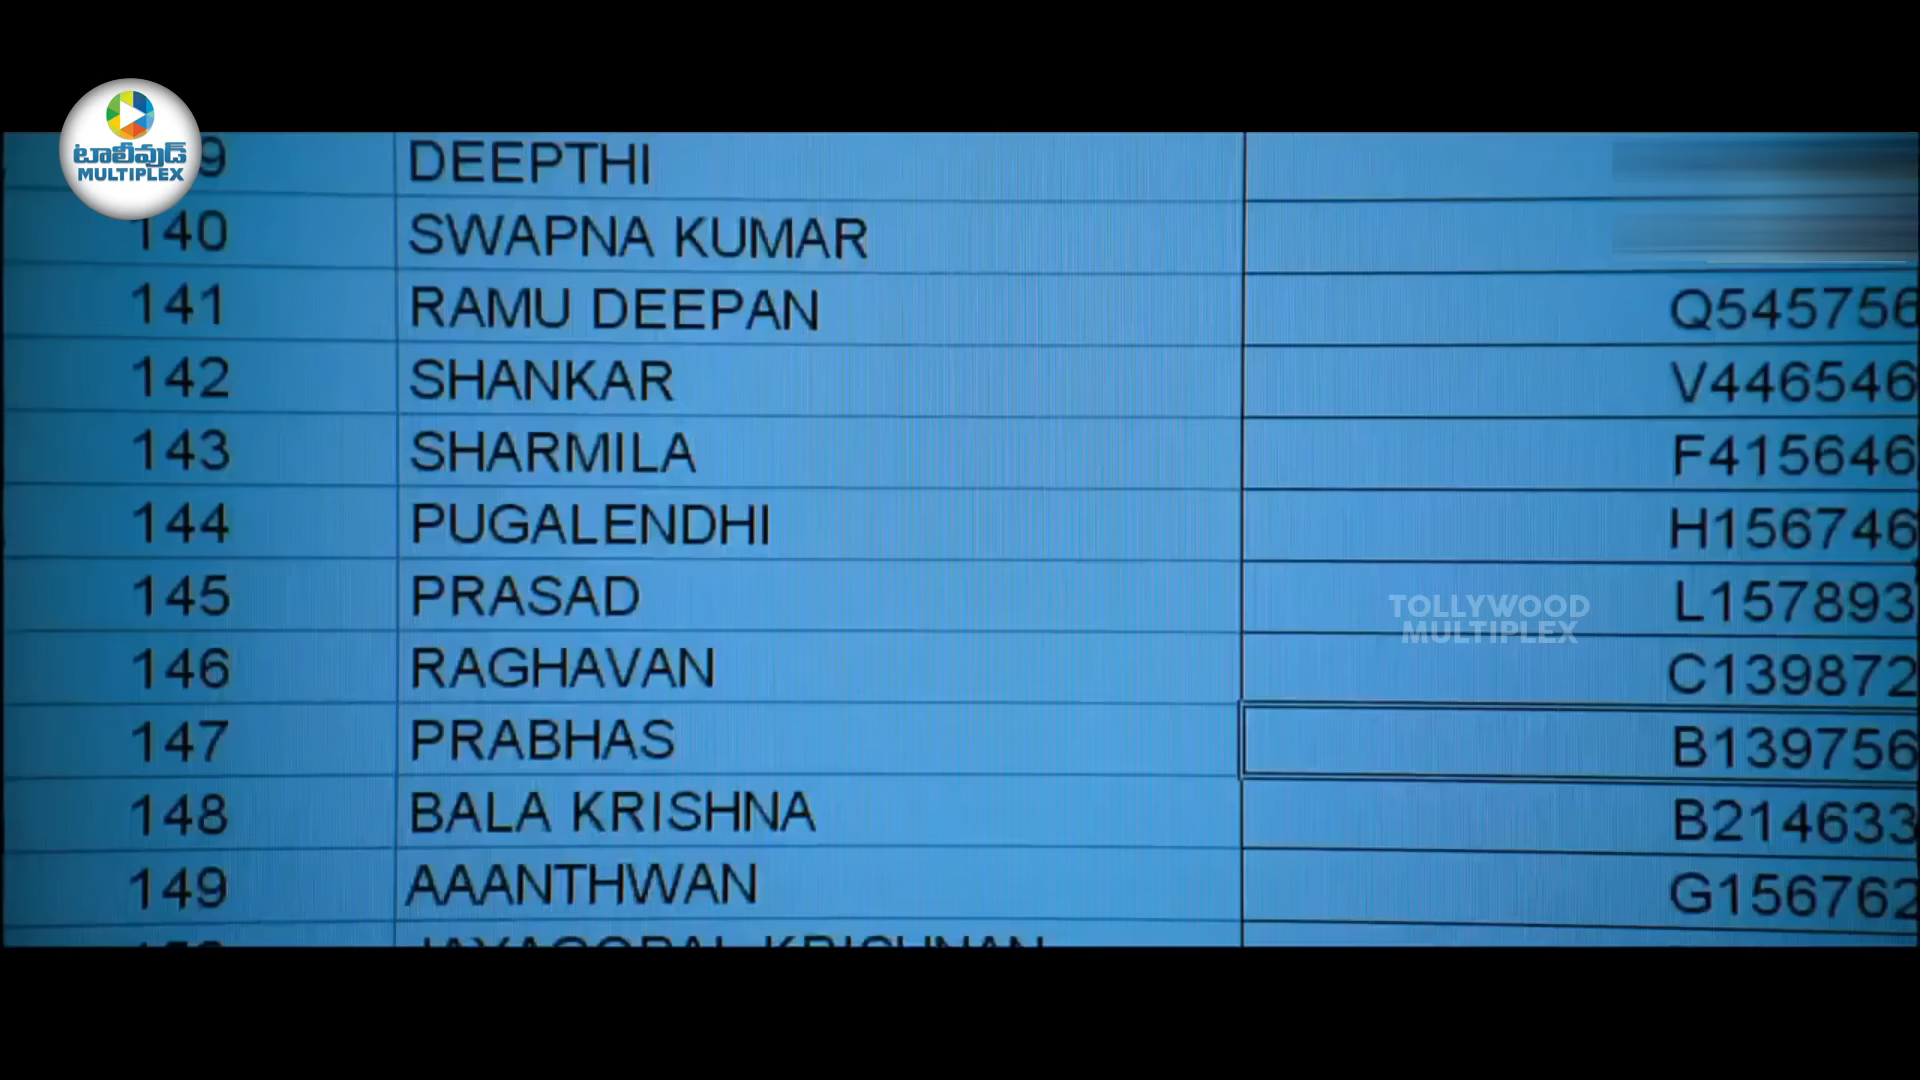 టాలీవుడ్
MULTIPLEX
9 DEEPTHI
140 SWAPNA KUMAR
141 RAMU DEEPAN Q545756
142 SHANKAR V446546
143 SHARMILA F415646
144 PUGALENDHI H156746
145 PRASAD L157893
TOLLYWOOD
MULTIPLEX
146 RAGHAVAN C139872
147 PRABHAS B139756
148 BALA KRISHNA B214633
149 AAANTHWAN G156762